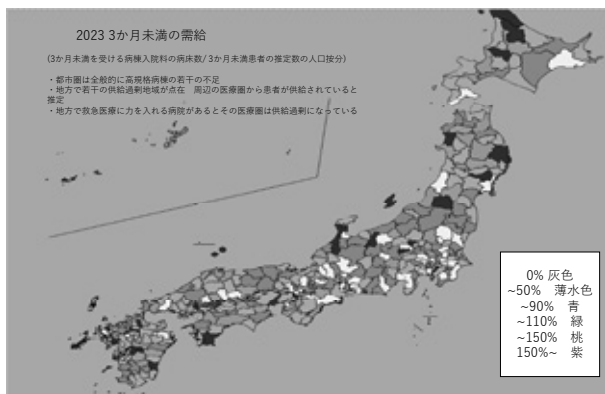 2023 3か月未満の需給
(3か月未満を受ける病棟入院料の病床数/3か月未満患者の推定数の人口按分)
・都市圏は全般的に高規格病棟の若干の不足
・地方で若干の供給過剰地域が点在　周辺の医療圏から患者が供給されていると
推定
・地方で救急医療に力を入れる病院があるとその医療圏は供給過剰になっている
0% 灰色
~50%　薄水色
~90%　青
~110%　緑
~150%　桃
150%~　紫